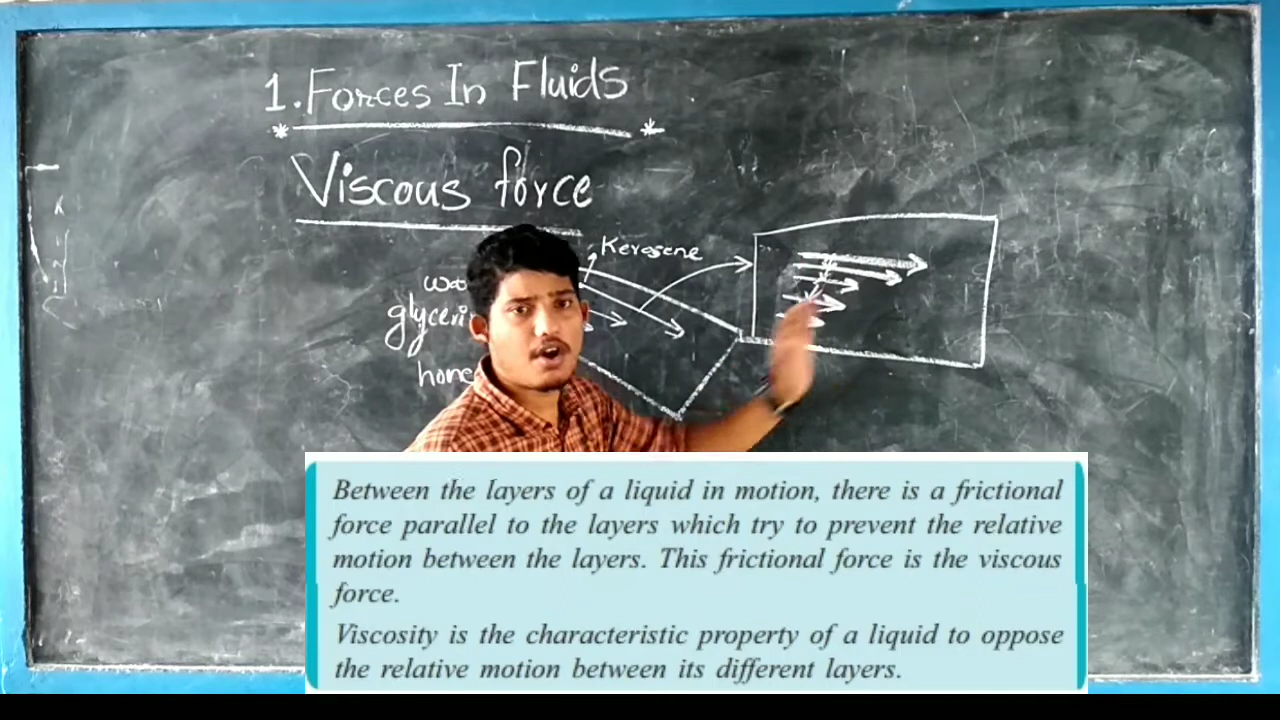 1. Forces In Fluids
Viscous force
Kerosene
glyceri
Between the layers of a liquid in motion, there is a frictional
force parallel to the layers which try to prevent the relative
motion between the layers. This frictional force is the viscous
force.
Viscosity is the characteristic property of a liquid to oppose
the relative motion between its different layers.